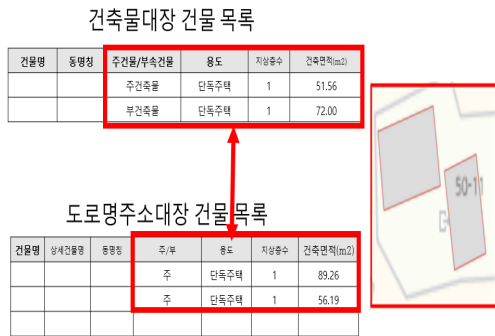 건축물대장 건물 목록
건물명 동명칭 주건물/부속건물 용도 지상층수 건축면적(m2)
주건축물 단독주택 1 51.56
부건축물 단독주택 1 72.00
50-11
도로명주소대장 건물 목록
건물명 상세건물명 동명칭 주/부 용도 지상층수 건축면적(m2)
주 단독주택 1 89.26
주 단독주택 1 56.19